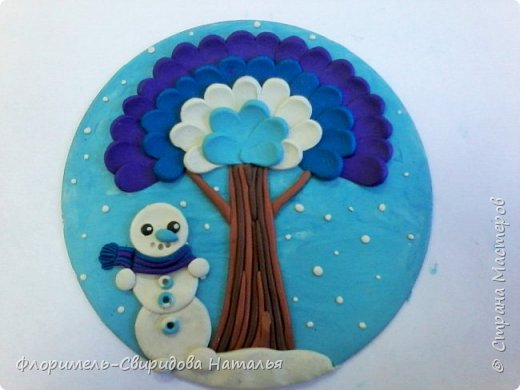 © Страна Мастеров
Флоримель-Свиридова Наталья